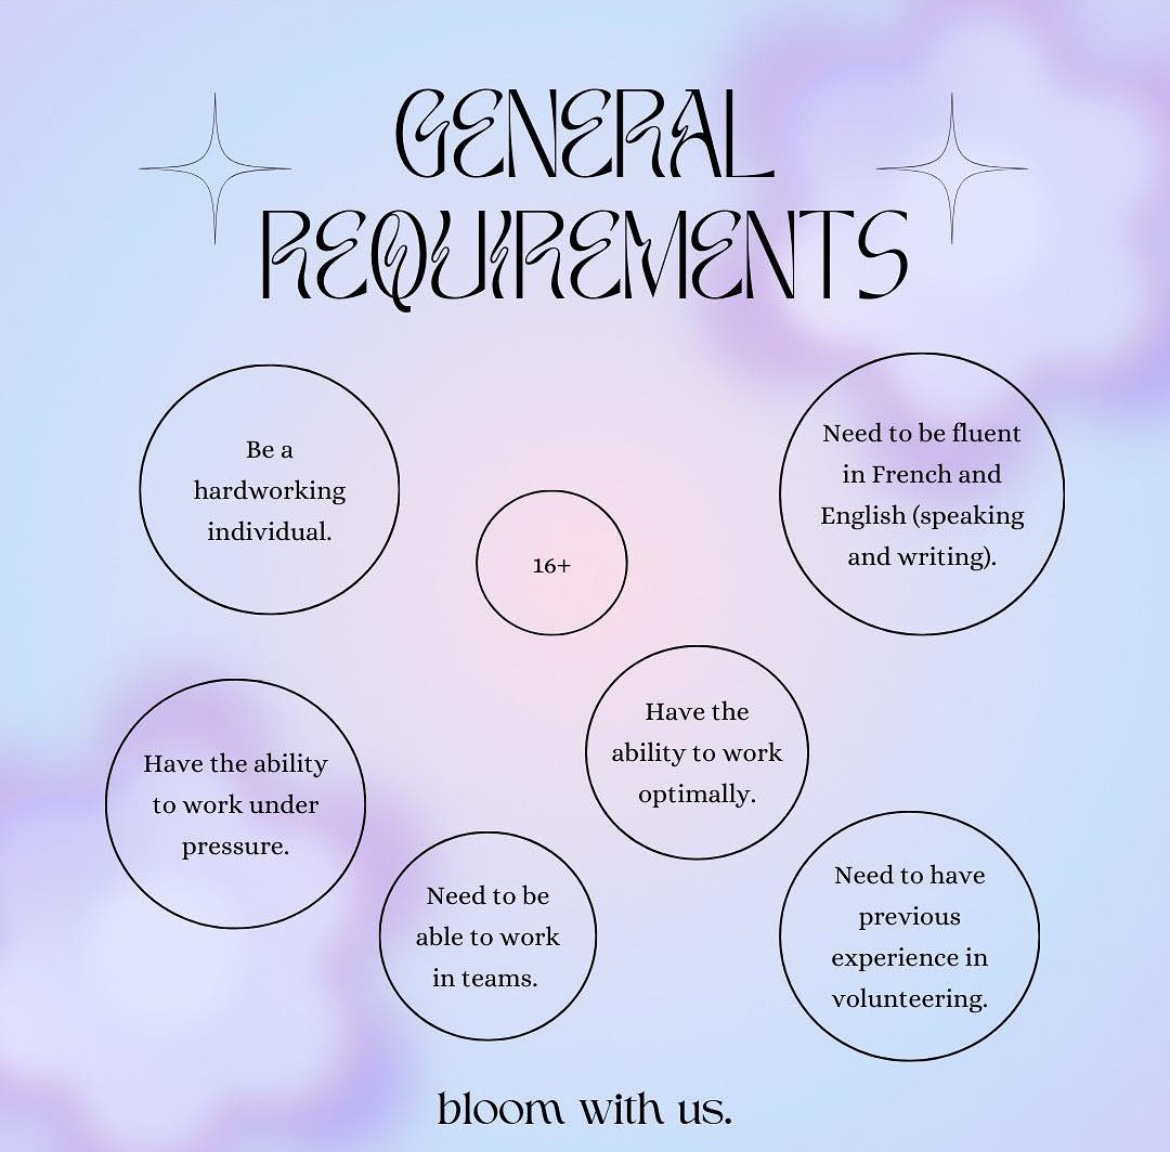 GENERAL
REQUIREMENTS
Be a
hardworking
individual.
16+
Need to be fluent
in French and
English (speaking
and writing).
Have the ability
to work under
pressure.
Have the
ability to work
optimally.
Need to be
able to work
in teams.
Need to have
previous
experience in
volunteering.
bloom with us.